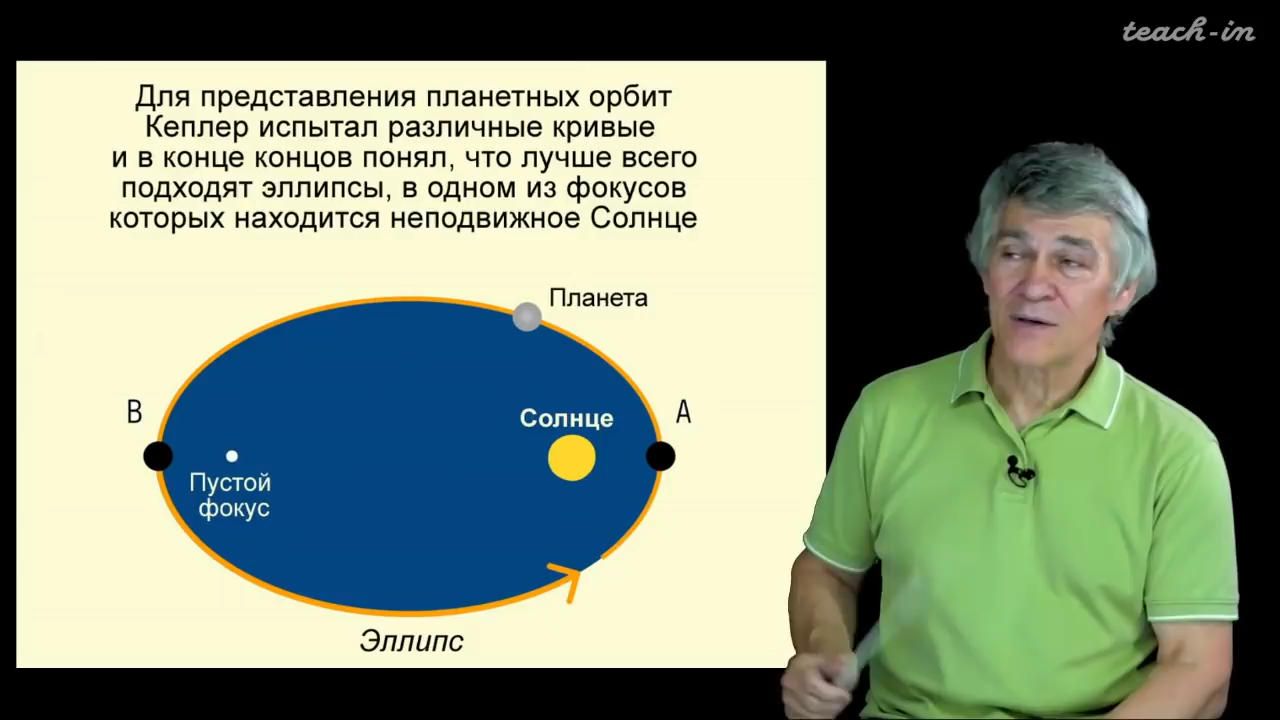 teach-in
Для представления планетных орбит
Кеплер испытал различные кривые
и в конце концов понял, что лучше всего
подходят эллипсы, в одном из фокусов
которых находится неподвижное Солнце
Планета
B
Солнце
A
Пустой
фокус
Эллипс